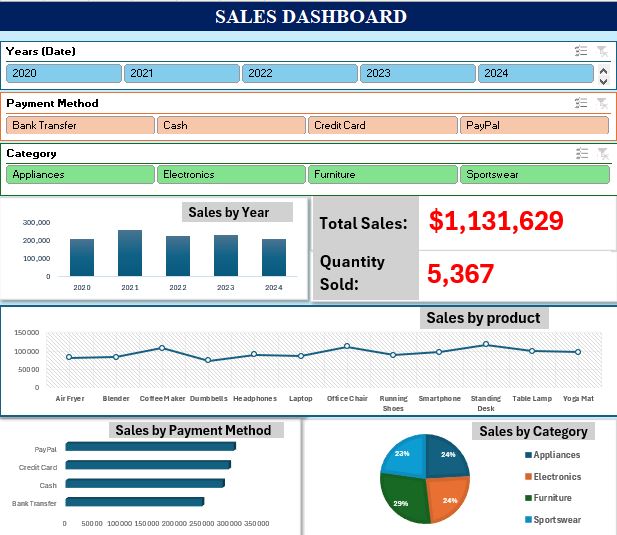 SALES DASHBOARD
Years (Date)
2020 2021 2022 2023 2024
Payment Method
Bank Transfer Cash Credit Card PayPal
Category
Appliances Electronics Furniture Sportswear
Sales by Year
300,000
200,000
100,000
0
2020 2021 2022 2023 2024
Total Sales: $1,131,629
Quantity
Sold: 5,367
Sales by product
150000
100000
50000
0
Air Fryer Blender Coffee Maker Dumbbells Headphones Laptop Office Chair Running Shoes Smartphone Standing Desk Table Lamp Yoga Mat
Sales by Payment Method
PayPal
Credit Card
Cash
Bank Transfer
0 50000 100000 150000 200000 250000 300000 350000
Sales by Category
23% 24%
29% 24%
Appliances
Electronics
Furniture
Sportswear